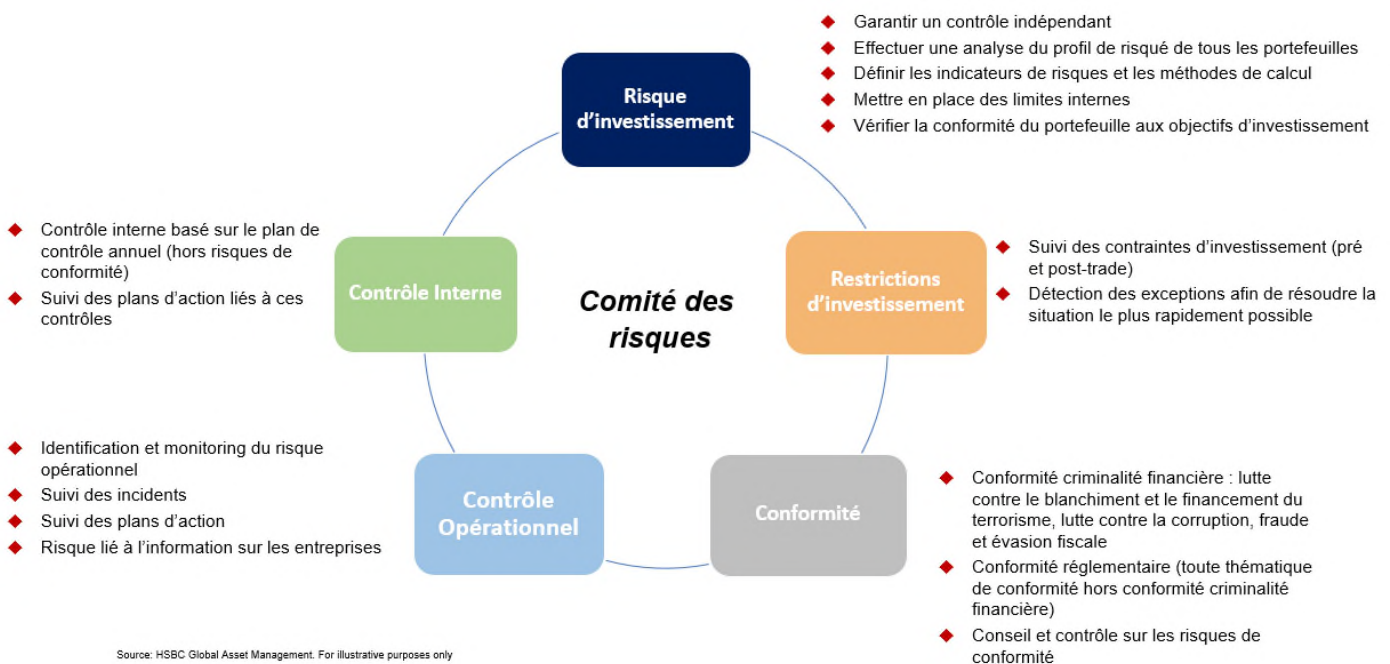 Risque
d'investissement
◆ Garantir un contrôle indépendant
◆ Effectuer une analyse du profil de risqué de tous les portefeuilles
◆ Définir les indicateurs de risques et les méthodes de calcul
◆ Mettre en place des limites internes
◆ Vérifier la conformité du portefeuille aux objectifs d'investissement
◆ Contrôle interne basé sur le plan de
contrôle annuel (hors risques de
conformité)
◆ Suivi des plans d'action liés à ces
contrôles
Contrôle Interne
Comité des
risques
Restrictions
d'investissement
◆ Suivi des contraintes d'investissement (pré
et post-trade)
◆ Détection des exceptions afin de résoudre la
situation le plus rapidement possible
◆ Identification et monitoring du risque
opérationnel
◆ Suivi des incidents
◆ Suivi des plans d'action
◆ Risque lié à l'information sur les entreprises
Contrôle
Opérationnel
Conformité
◆ Conformité criminalité financière : lutte
contre le blanchiment et le financement du
terrorisme, lutte contre la corruption, fraude
et évasion fiscale
◆ Conformité réglementaire (toute thématique
de conformité hors conformité criminalité
financière)
◆ Conseil et contrôle sur les risques de
conformité
Source: HSBC Global Asset Management. For illustrative purposes only